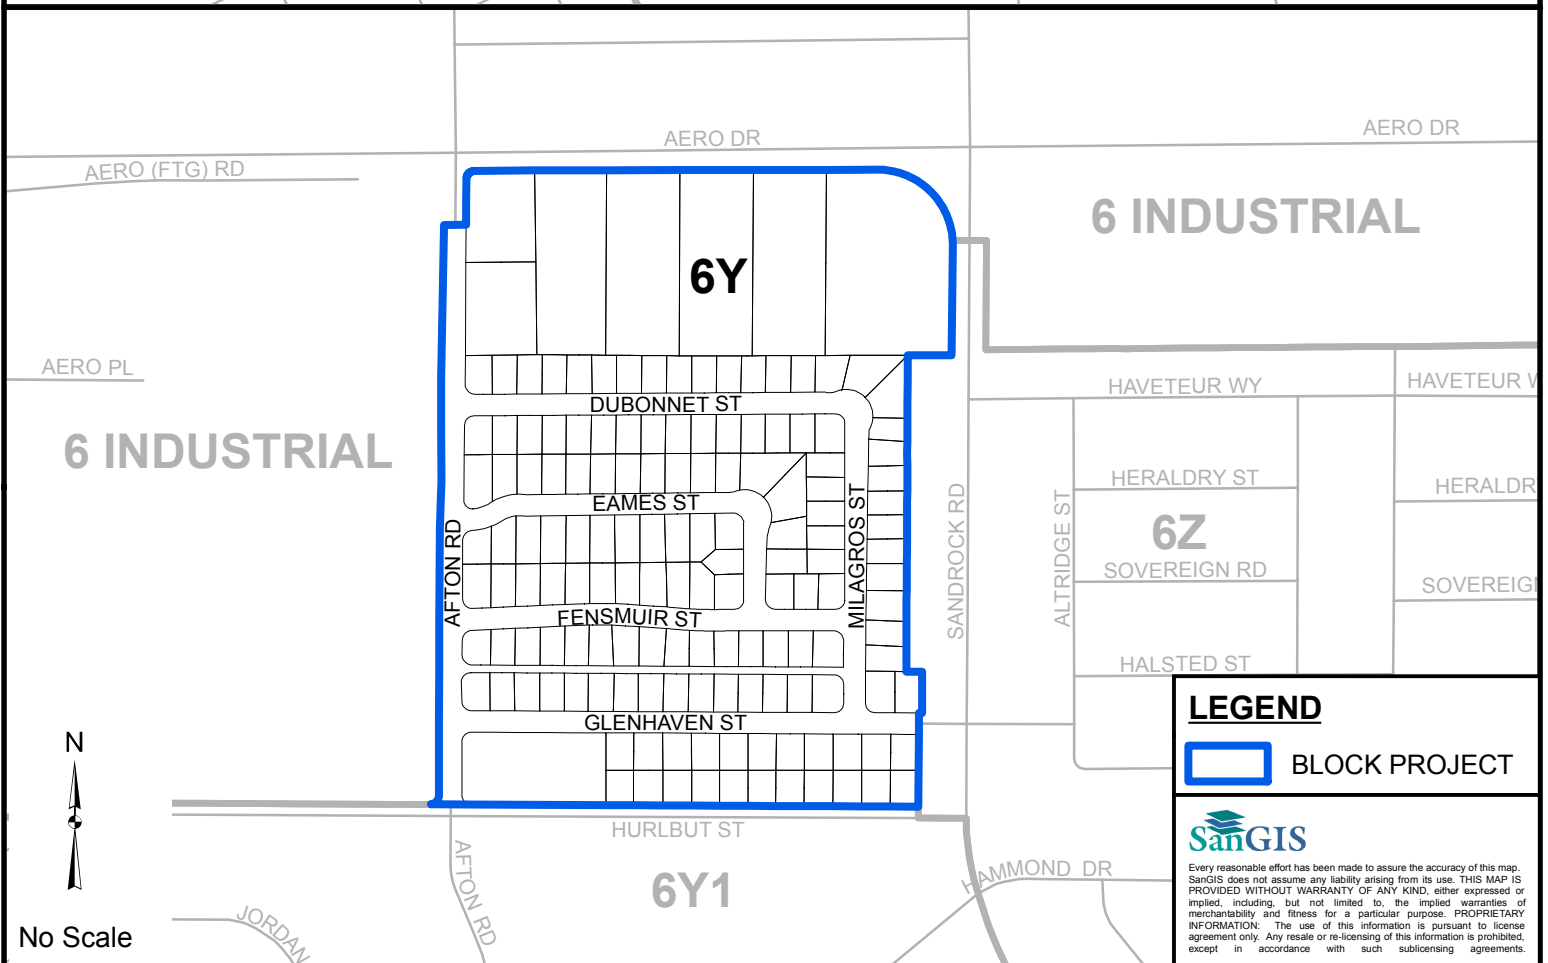 AERO DR
AERO DR
AERO (FTG) RD
6 INDUSTRIAL
6Y
AERO PL
HAVETEUR WY
HAVETEUR W
DUBONNET ST
6 INDUSTRIAL
HERALDRY ST
HERALDR
EAMES ST
MILAGROS ST
SANDROCK RD
ALTRIDGE ST
AFTON RD
6Z
SOVEREIGN RD
SOVEREIGN
FENSMUIR ST
HALSTED ST
GLENHAVEN ST
LEGEND
BLOCK PROJECT
N
No Scale
HURLBUT ST
AFTON RD
6Y1
HAMMOND DR
JORDAN
SanGIS
Every reasonable effort has been made to assure the accuracy of this map.
SanGIS does not assume any liability arising from its use. THIS MAP IS
PROVIDED WITHOUT WARRANTY OF ANY KIND, either expressed or
implied, including, but not limited to, the implied warranties of
merchantability and fitness for a particular purpose. PROPRIETARY
INFORMATION: The use of this information is pursuant to license
agreement only. Any resale or re-licensing of this information is prohibited,
except in accordance with such sublicensing agreements.